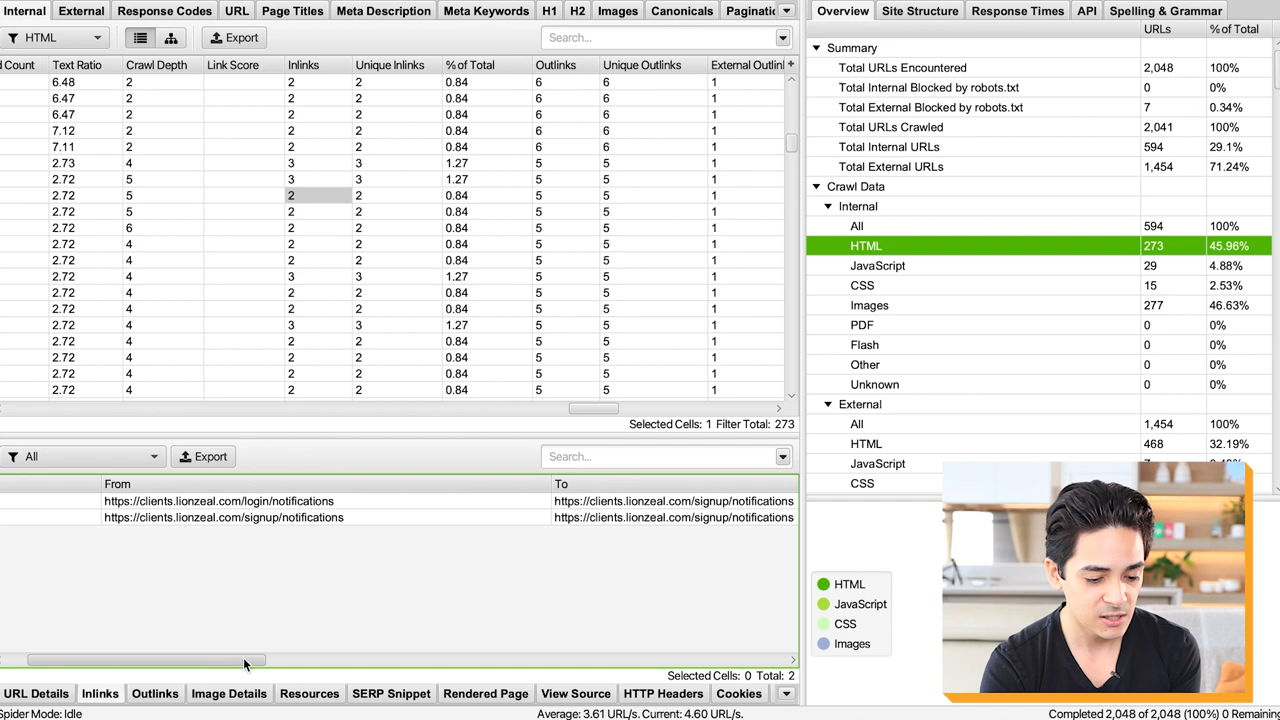 Internal External Response Codes URL Page Titles Meta Description Meta Keywords H1 H2 Images Canonicals
HTML Export Search...
Count Text Ratio Crawl Depth Link Score Inlinks Unique Inlinks % of Total Outlinks Unique Outlinks External
6.48 2 2 2 0.84 6 6 1
6.47 2 2 2 0.84 6 6 1
6.47 2 2 2 0.84 6 6 1
7.12 2 2 2 0.84 6 6 1
7.11 2 2 2 0.84 6 6 1
2.73 4 3 3 1.27 5 5 1
2.72 5 3 3 1.27 5 5 1
2.72 5 2 2 0.84 5 5 1
2.72 5 2 2 0.84 5 5 1
2.72 6 2 2 0.84 5 5 1
2.72 4 2 2 0.84 5 5 1
2.72 4 2 2 0.84 5 5 1
2.72 4 3 3 1.27 5 5 1
2.72 4 2 2 0.84 5 5 1
2.72 4 2 2 0.84 5 5 1
2.72 4 3 3 1.27 5 5 1
2.72 4 2 2 0.84 5 5 1
2.72 4 2 2 0.84 5 5 1
2.72 4 2 2 0.84 5 5 1
2.72 4 2 2 0.84 5 5 1
Selected Cells: 1 Filter Total: 273
All Export Search...
From To
https://clients.lionzeal.com/login/notifications https://clients.lionzeal.com/signup/notifications
https://clients.lionzeal.com/signup/notifications https://clients.lionzeal.com/signup/notifications
Selected Cells: 0 Total: 2
URL Details Inlinks Outlinks Image Details Resources SERP Snippet Rendered Page View Source HTTP Headers Cookies
Spider Mode: Idle Average: 3.61 URL/s. Current: 4.60 URL/s. Completed 2,048 of 2,048 (100%) 0 Remaining
Overview Site Structure Response Times API Spelling & Grammar
URLs % of Total
Summary
Total URLs Encountered 2,048 100%
Total Internal Blocked by robots.txt 0 0%
Total External Blocked by robots.txt 7 0.34%
Total URLs Crawled 2,041 100%
Total Internal URLs 594 29.1%
Total External URLs 1,454 71.24%
Crawl Data
Internal
All 594 100%
HTML 273 45.96%
JavaScript 29 4.88%
CSS 15 2.53%
Images 277 46.63%
PDF 0 0%
Flash 0 0%
Other 0 0%
Unknown 0 0%
External
All 1,454 100%
HTML 468 32.19%
JavaScript
CSS
HTML
JavaScript
CSS
Images